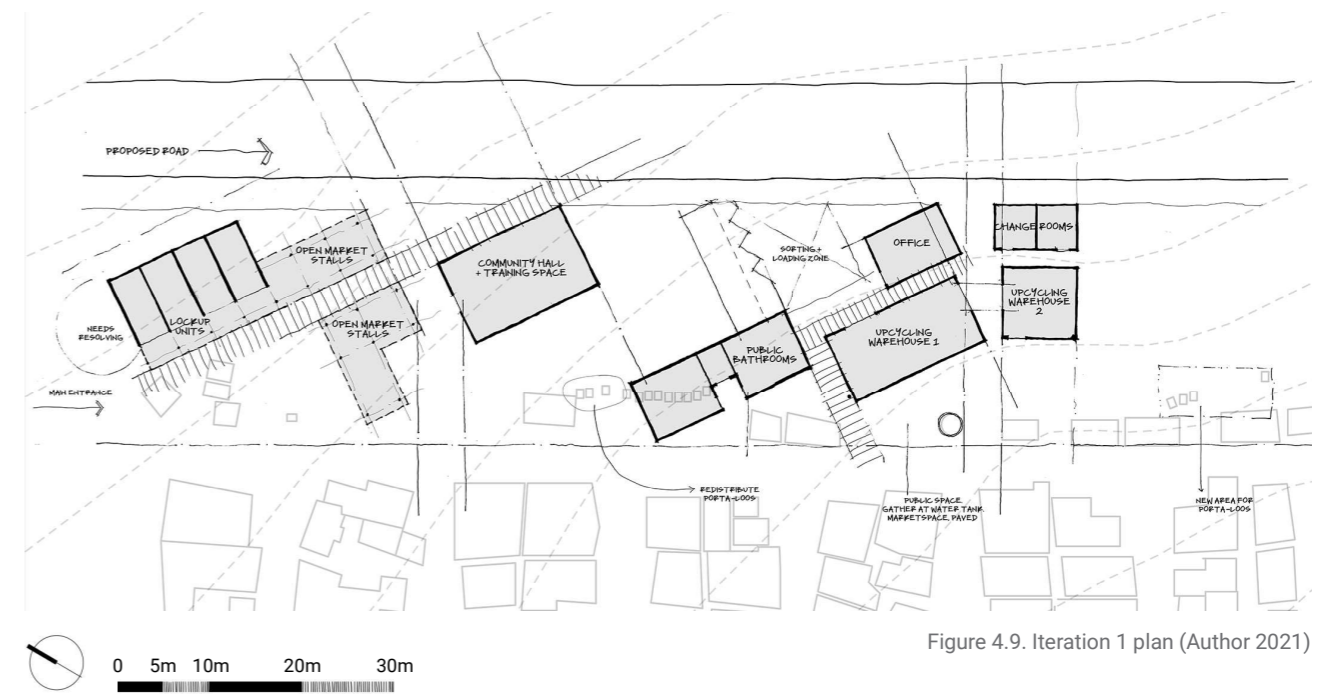 PROPOSED ROAD
OPEN MARKET
STALLS
COMMUNITY HALL
+ TRAINING SPACE
SORTING +
LOADING ZONE
OFFICE
CHANGE ROOMS
LOCKUP
UNITS
NEEDS
RESOLVING
OPEN MARKET
STALLS
PUBLIC
BATHROOMS
UPCYCLING
WAREHOUSE 1
UPCYCLING
WAREHOUSE
2
MAIN ENTRANCE
REDISTRIBUTE
PORTA-LOOS
PUBLIC SPACE
GATHER AT WATER TANK
MARKETSPACE, PAVED
NEW AREA FOR
PORTA-LOOS
Figure 4.9. Iteration 1 plan (Author 2021)
0 5m 10m 20m 30m